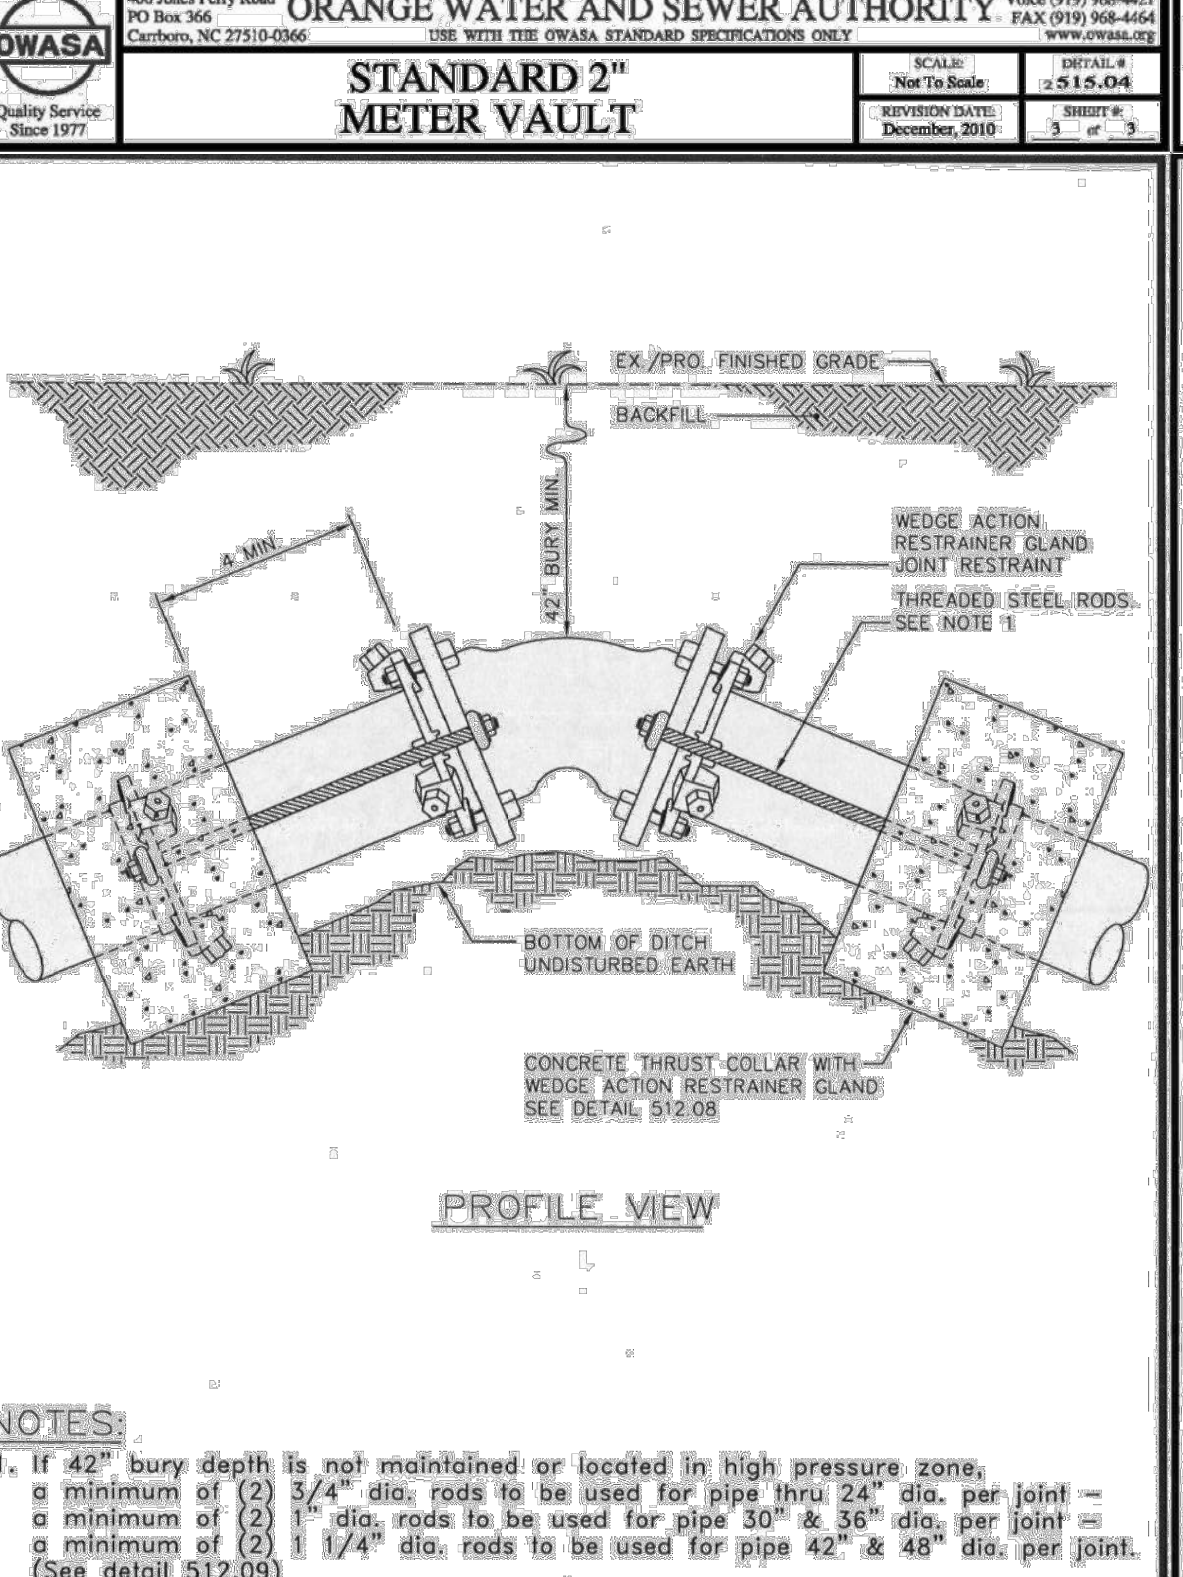 PO Box 366
Carrboro, NC 27510-0366
ORANGE WATER AND SEWER AUTHORITY
USE WITH THE OWASA STANDARD SPECIFICATIONS ONLY
FAX (919) 968-4464
www.owasa.org
OWASA
Quality Service
Since 1977
STANDARD 2"
METER VAULT
SCALE:
Not To Scale
DETAIL #
515.04
REVISION DATE:
December, 2010
SHEET #:
3 of 3
EX./PRO. FINISHED GRADE
BACKFILL
42" BURY MIN.
4 MIN.
WEDGE ACTION
RESTRAINER GLAND
JOINT RESTRAINT
THREADED STEEL RODS
SEE NOTE 1
BOTTOM OF DITCH
UNDISTURBED EARTH
CONCRETE THRUST COLLAR WITH
WEDGE ACTION RESTRAINER GLAND
SEE DETAIL 512.08
PROFILE VIEW
NOTES:
1. If 42" bury depth is not maintained or located in high pressure zone,
a minimum of (2) 3/4" dia. rods to be used for pipe thru 24" dia. per joint –
a minimum of (2) 1" dia. rods to be used for pipe 30" & 36" dia. per joint –
a minimum of (2) 1 1/4" dia. rods to be used for pipe 42" & 48" dia. per joint.
(See detail 512.09)